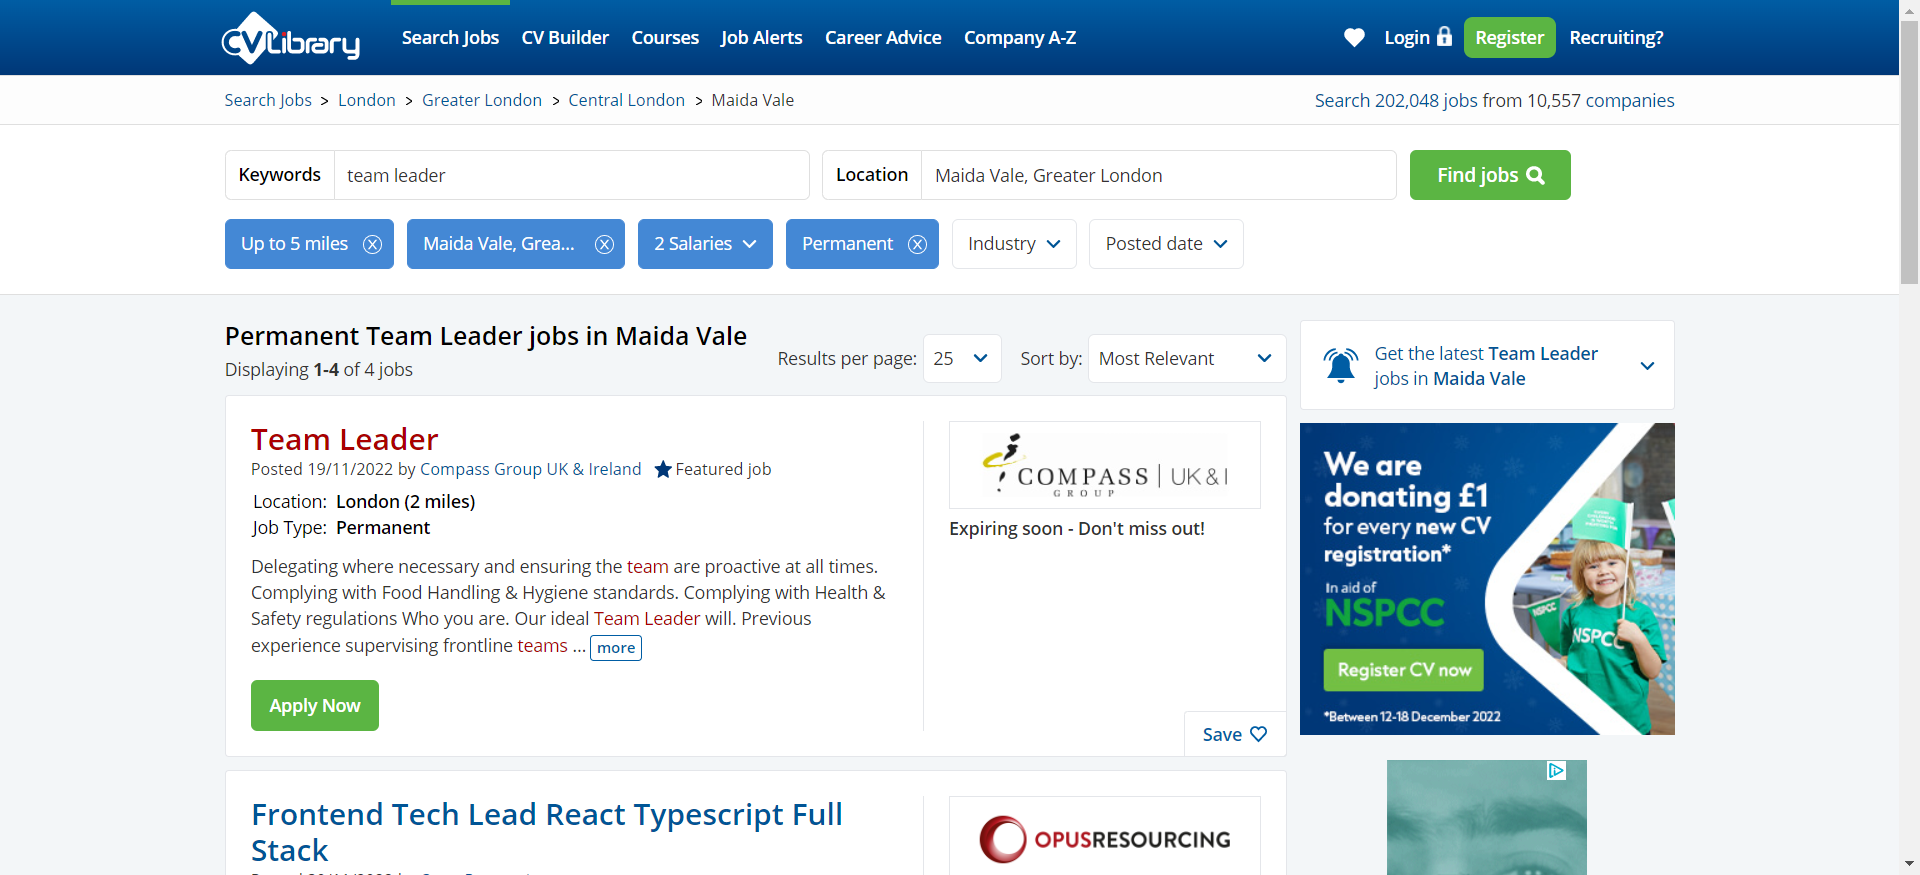 CVLibrary
Search Jobs CV Builder Courses Job Alerts Career Advice Company A-Z Login Register Recruiting?
Search Jobs > London > Greater London > Central London > Maida Vale
Search 202,048 jobs from 10,557 companies
Keywords team leader Location Maida Vale, Greater London Find jobs
Up to 5 miles Maida Vale, Grea... 2 Salaries Permanent Industry Posted date
Permanent Team Leader jobs in Maida Vale
Displaying 1-4 of 4 jobs
Results per page: 25 Sort by: Most Relevant
Team Leader
Posted 19/11/2022 by Compass Group UK & Ireland Featured job
Location: London (2 miles)
Job Type: Permanent
Delegating where necessary and ensuring the team are proactive at all times.
Complying with Food Handling & Hygiene standards. Complying with Health &
Safety regulations Who you are. Our ideal Team Leader will. Previous
experience supervising frontline teams ... more
Apply Now
COMPASS UK & I
GROUP
Expiring soon - Don't miss out!
Save
Frontend Tech Lead React Typescript Full
Stack
OPUSRESOURCING
Get the latest Team Leader
jobs in Maida Vale
We are
donating £1
for every new CV
registration*
In aid of
NSPCC
Register CV now
*Between 12-18 December 2022
NSPCC
NSPCC